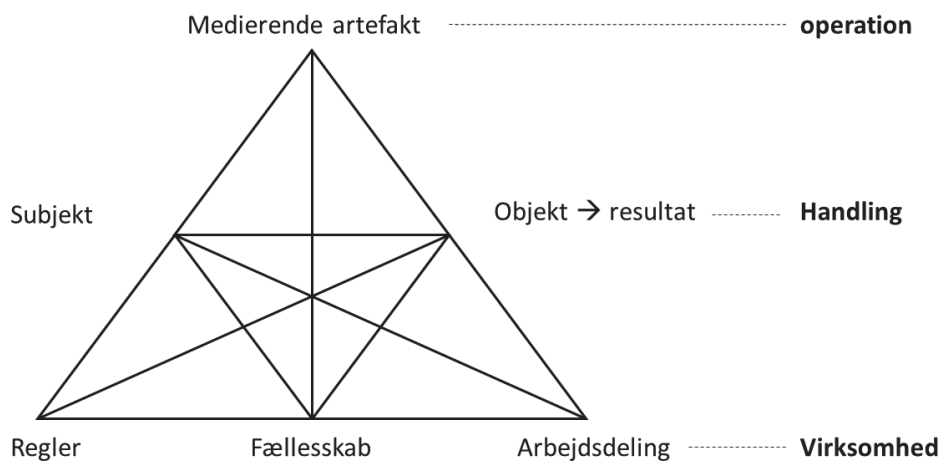 Medierende artefakt operation
Subjekt Objekt → resultat Handling
Regler Fællesskab Arbejdsdeling Virksomhed